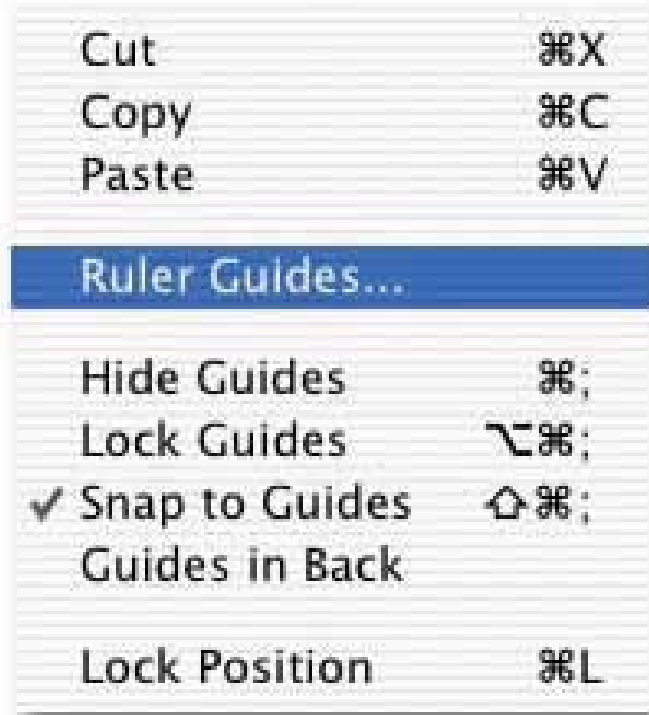 Cut ⌘X
Copy ⌘C
Paste ⌘V
Ruler Guides...
Hide Guides ⌘;
Lock Guides ⌥⌘;
✓ Snap to Guides ⇧⌘;
Guides in Back
Lock Position ⌘L